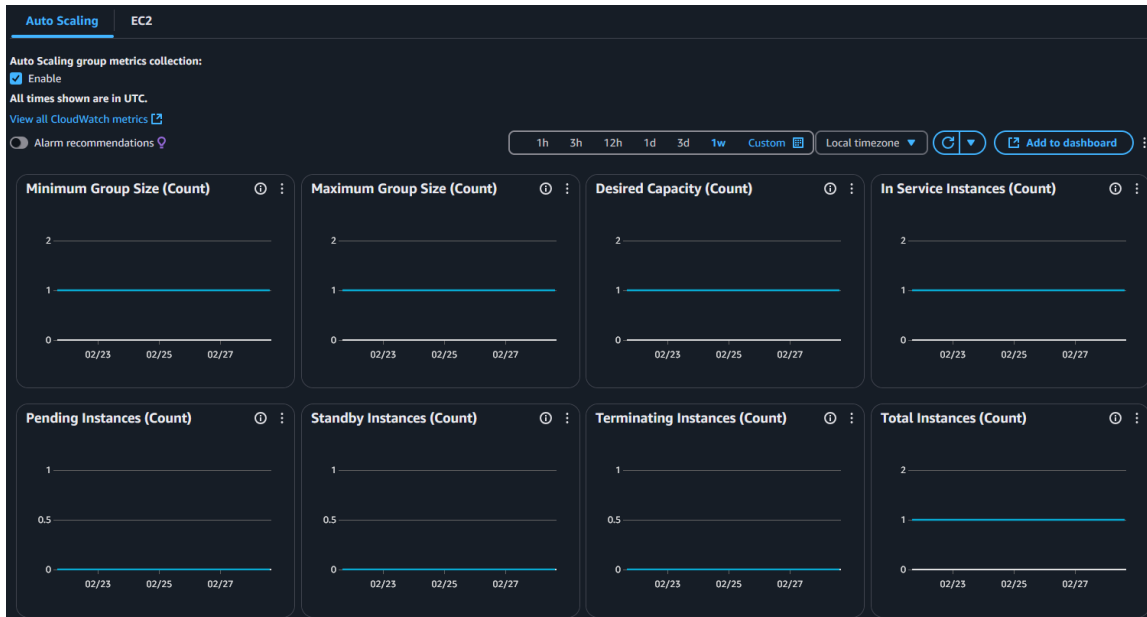 Auto Scaling EC2
Auto Scaling group metrics collection:
Enable
All times shown are in UTC.
View all CloudWatch metrics
Alarm recommendations 1h 3h 12h 1d 3d 1w Custom Local timezone Add to dashboard
Minimum Group Size (Count) Maximum Group Size (Count) Desired Capacity (Count) In Service Instances (Count)
2 2 2 2
1 1 1 1
0 0 0 0
02/23 02/25 02/27 02/23 02/25 02/27 02/23 02/25 02/27 02/23 02/25 02/27
Pending Instances (Count) Standby Instances (Count) Terminating Instances (Count) Total Instances (Count)
1 1 1 2
0.5 0.5 0.5 1
0 0 0 0
02/23 02/25 02/27 02/23 02/25 02/27 02/23 02/25 02/27 02/23 02/25 02/27